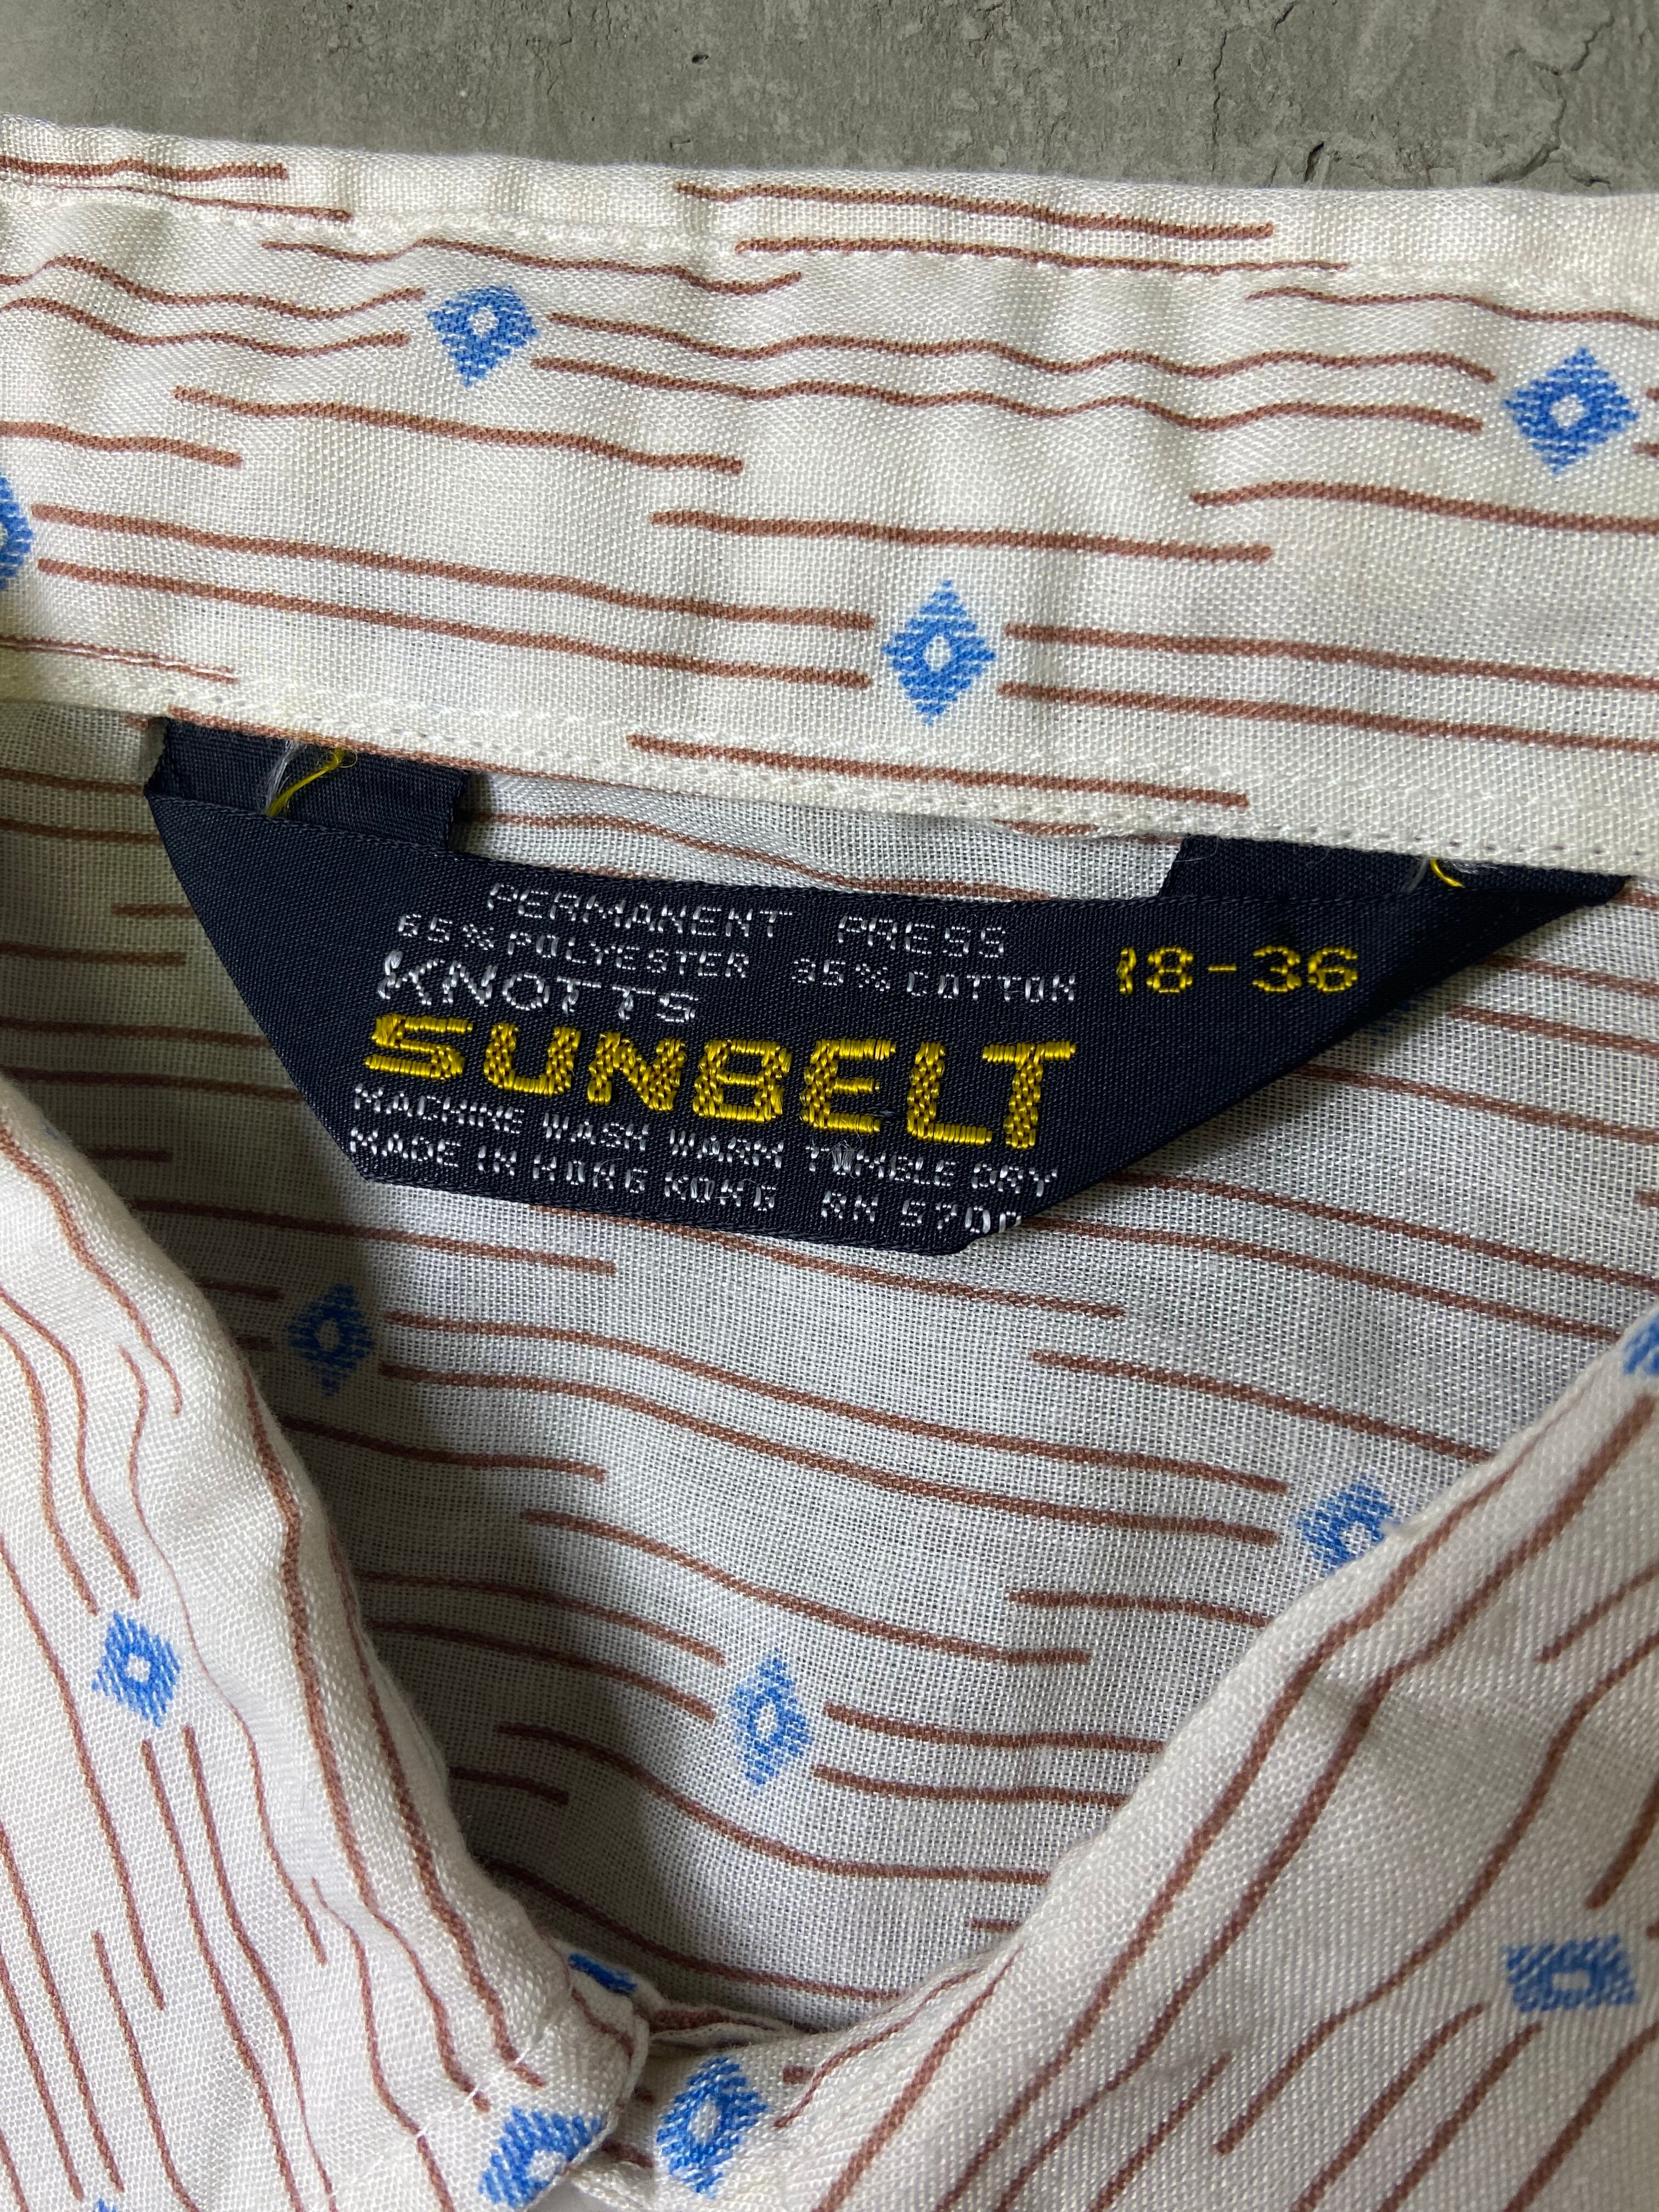 PERMANENT PRESS
65% POLYESTER 35% COTTON 18-36
KNOTTS
SUNBELT
MACHINE WASH WARM TUMBLE DRY
MADE IN HONG KONG RN